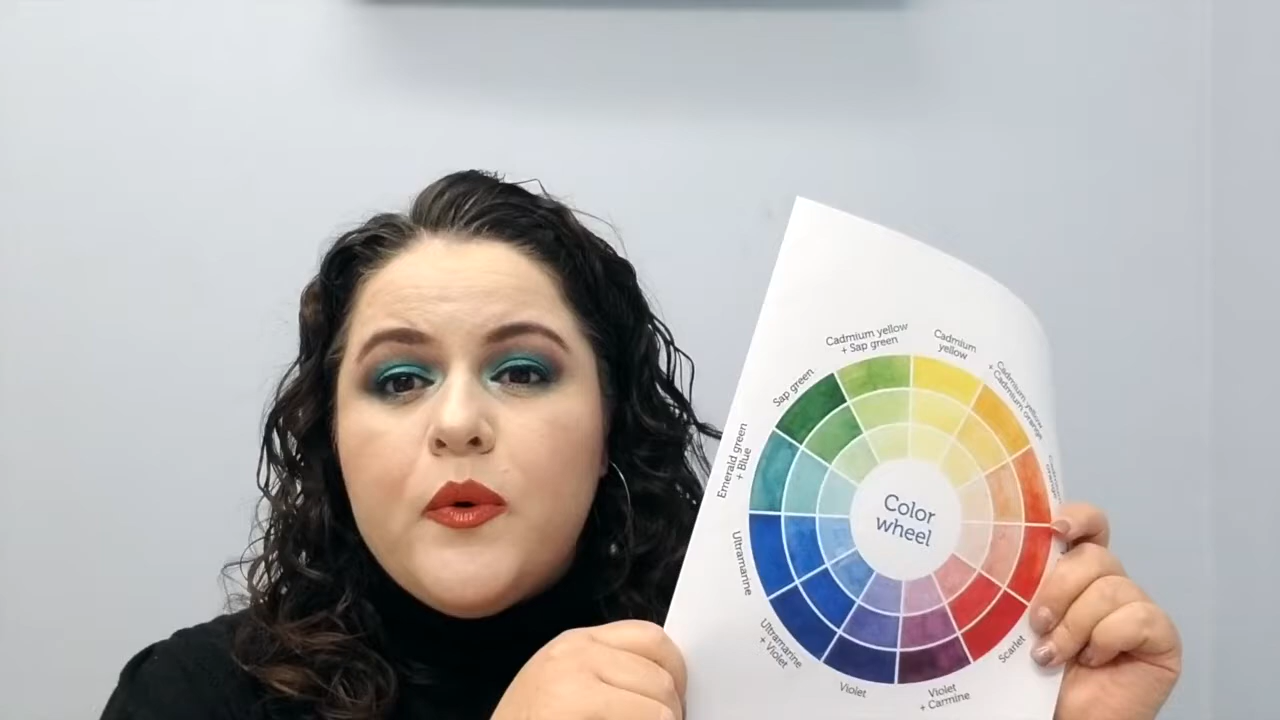 Cadmium yellow
+ Sap green
Cadmium
yellow
Cadmium yellow
+ Cadmium orange
Scarlet
Violet
+ Carmine
Violet
Ultramarine
+ Violet
Ultramarine
Emerald green
+ Blue
Sap green
Color
wheel